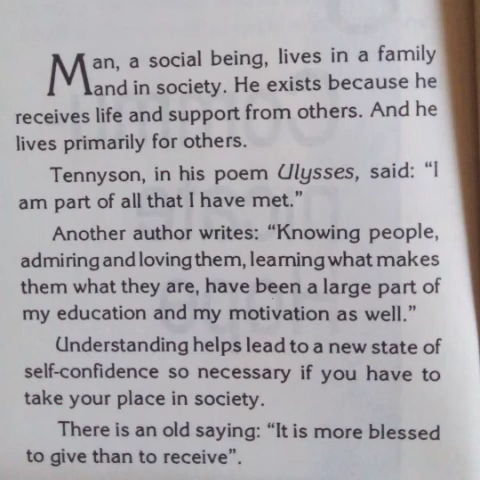 Man, a social being, lives in a family
and in society. He exists because he
receives life and support from others. And he
lives primarily for others.
Tennyson, in his poem Ulysses, said: “I
am part of all that I have met.”
Another author writes: “Knowing people,
admiring and loving them, learning what makes
them what they are, have been a large part of
my education and my motivation as well.”
Understanding helps lead to a new state of
self-confidence so necessary if you have to
take your place in society.
There is an old saying: “It is more blessed
to give than to receive”.